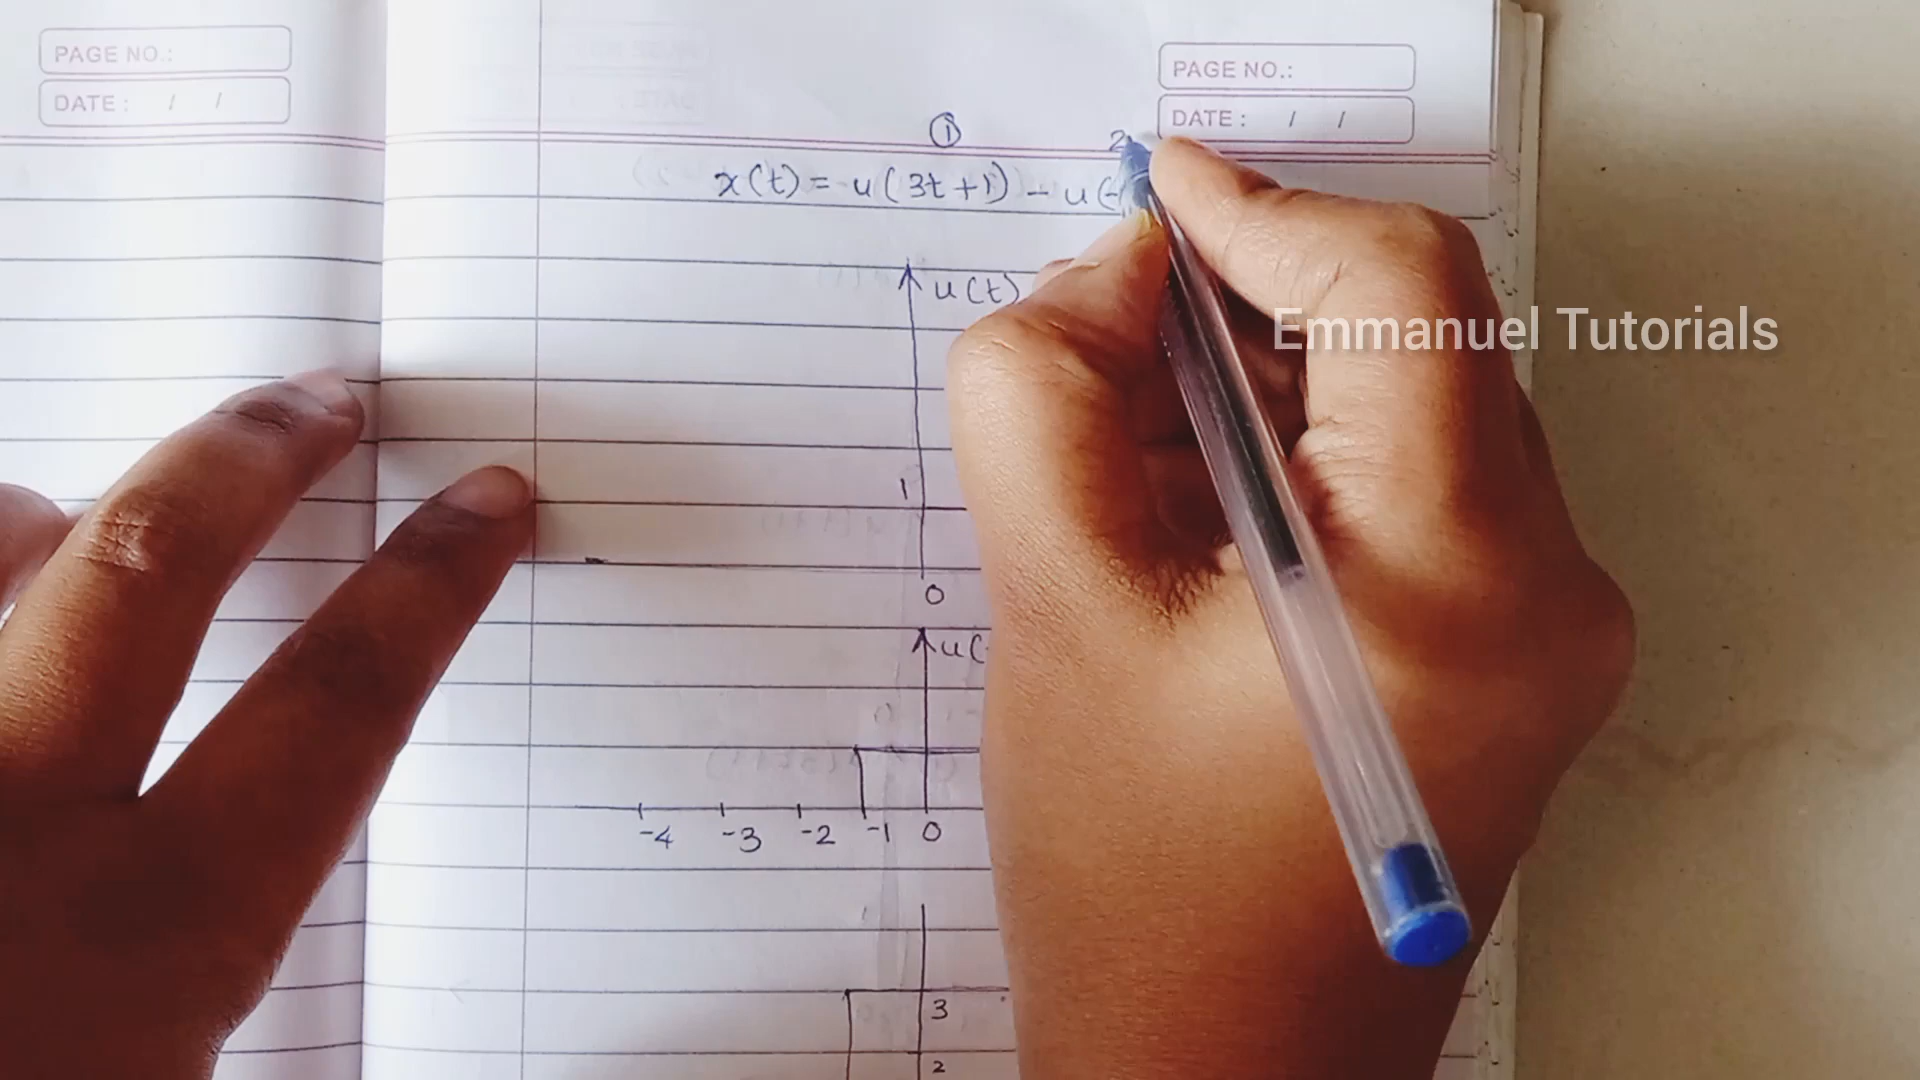 PAGE NO.:
DATE : / /
PAGE NO.:
DATE : / /
1
2
x(t) = u(3t+1) - u(-
u(t)
Emmanuel Tutorials
1
0
u(
-4 -3 -2 -1 0
3
2